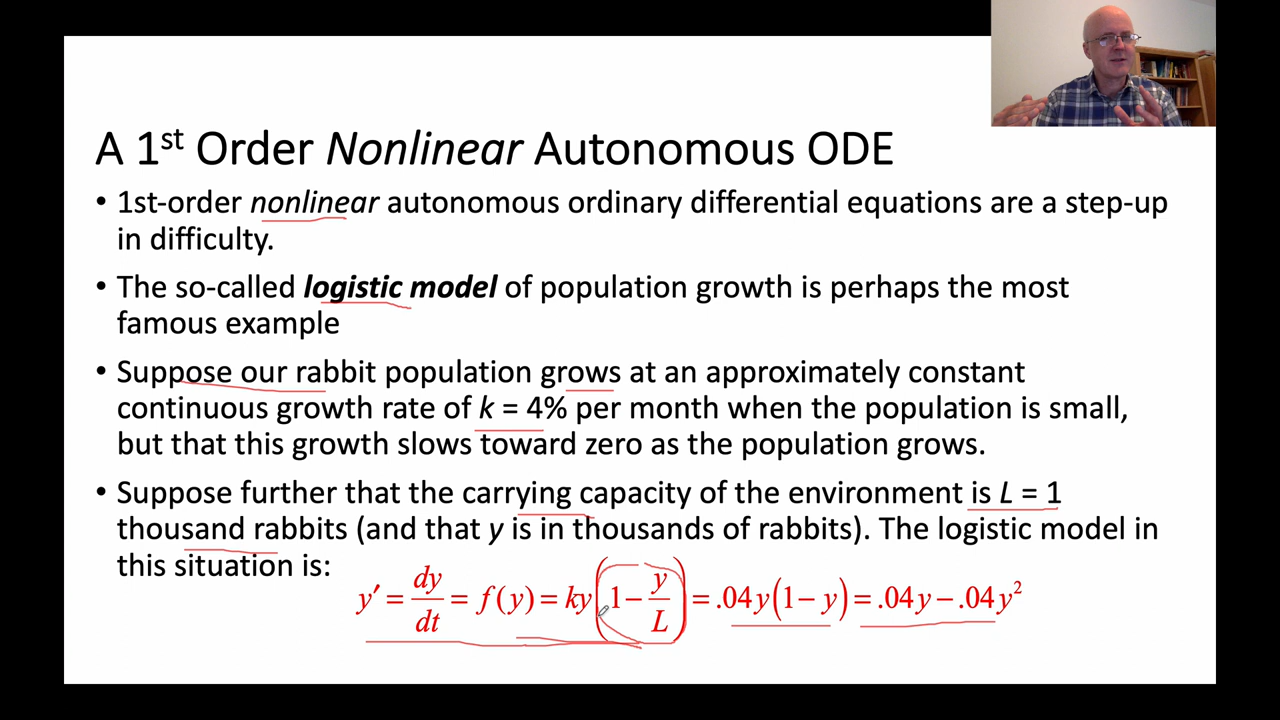 A 1st Order Nonlinear Autonomous ODE
• 1st-order nonlinear autonomous ordinary differential equations are a step-up
in difficulty.
• The so-called logistic model of population growth is perhaps the most
famous example
• Suppose our rabbit population grows at an approximately constant
continuous growth rate of k = 4% per month when the population is small,
but that this growth slows toward zero as the population grows.
• Suppose further that the carrying capacity of the environment is L = 1
thousand rabbits (and that y is in thousands of rabbits). The logistic model in
this situation is:
y′ = dy/dt = f(y) = ky(1 − y/L) = .04y(1 − y) = .04y − .04y²